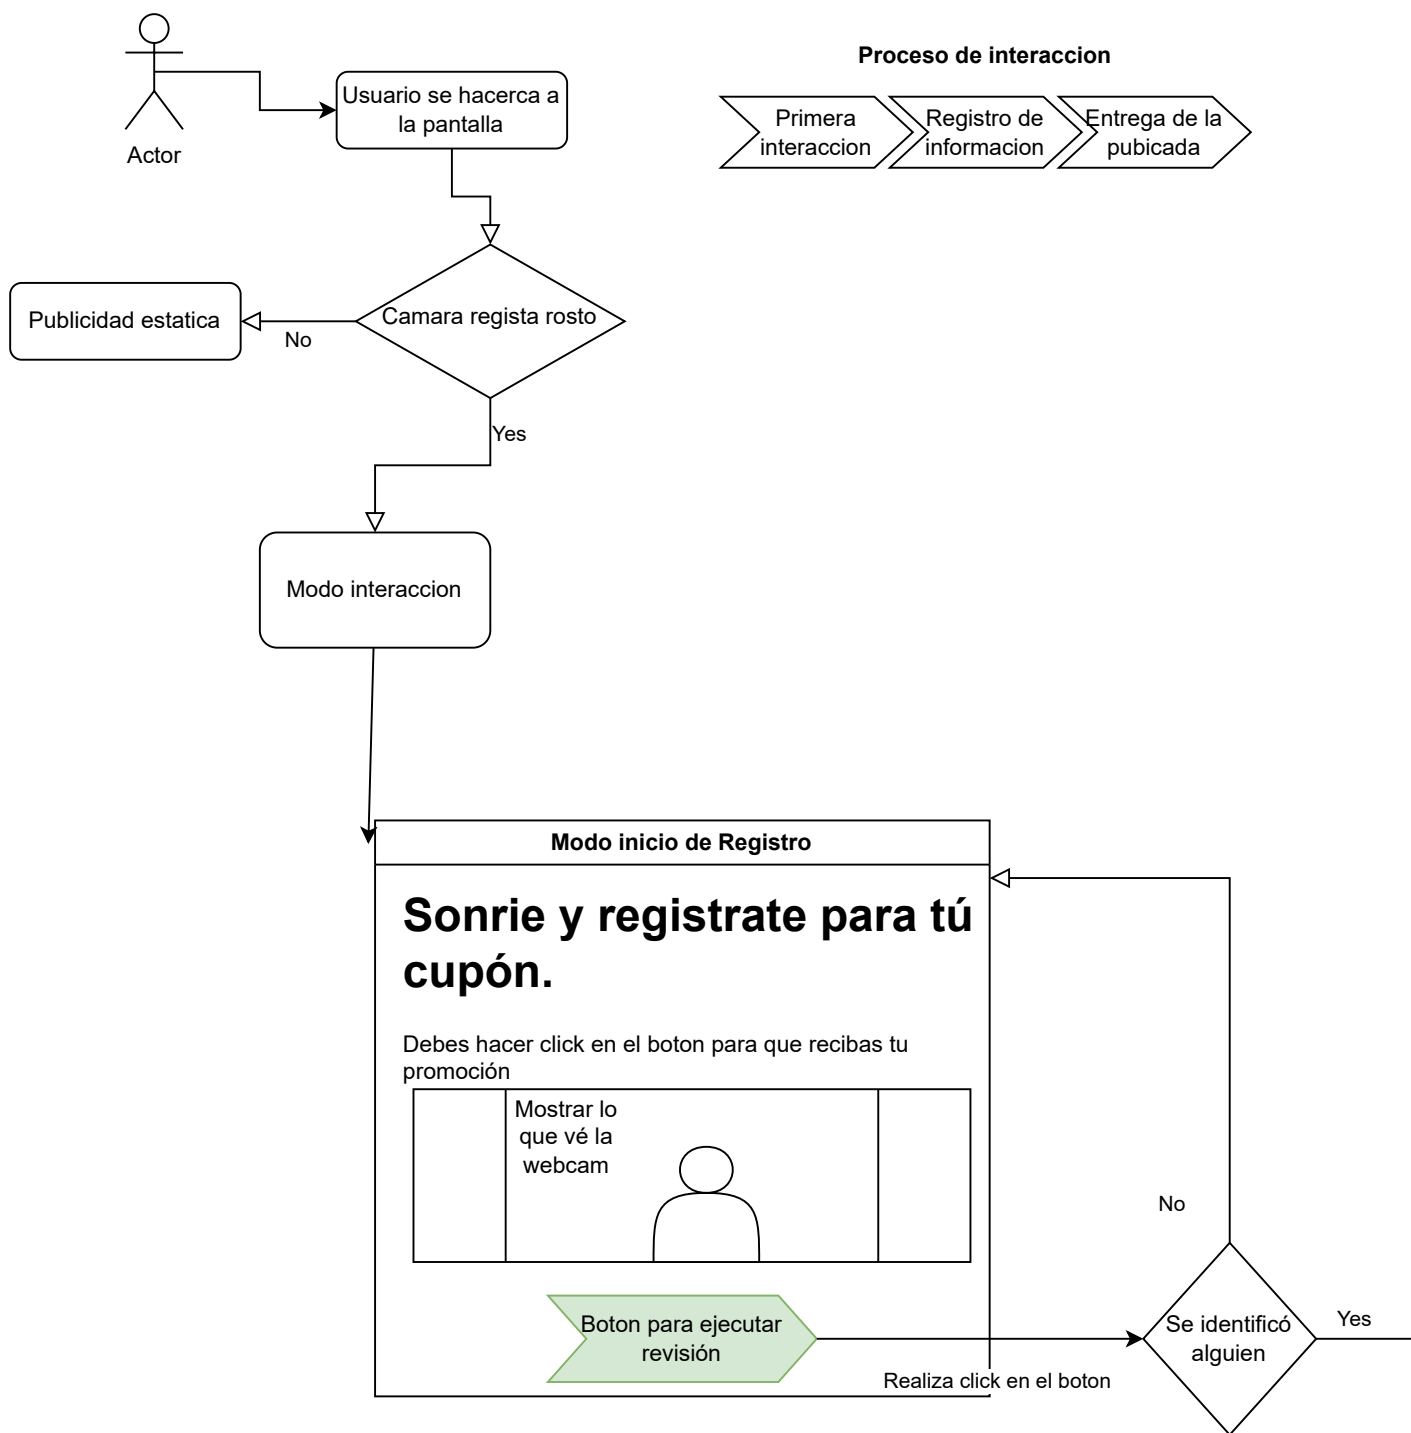 Proceso de interaccion
Usuario se hacerca a
la pantalla
Primera
interaccion
Registro de
informacion
Entrega de la
pubicada
Actor
Camara regista rosto
Publicidad estatica
No
Yes
Modo interaccion
Modo inicio de Registro
Sonrie y registrate para tú
cupón.
Debes hacer click en el boton para que recibas tu
promoción
Mostrar lo
que vé la
webcam
No
Boton para ejecutar
revisión
Se identificó
alguien
Yes
Realiza click en el boton